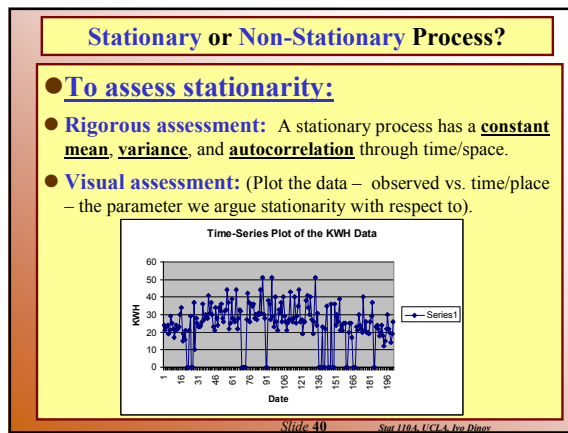 Stationary or Non-Stationary Process?
To assess stationarity:
Rigorous assessment: A stationary process has a constant
mean, variance, and autocorrelation through time/space.
Visual assessment: (Plot the data – observed vs. time/place
– the parameter we argue stationarity with respect to).
Time-Series Plot of the KWH Data
60
50
40
30
20
10
0
KWH
1 16 31 46 61 76 91 106 121 136 151 166 181 196
Date
Series1
Slide 40 Stat 110A, UCLA, Ivo Dinov